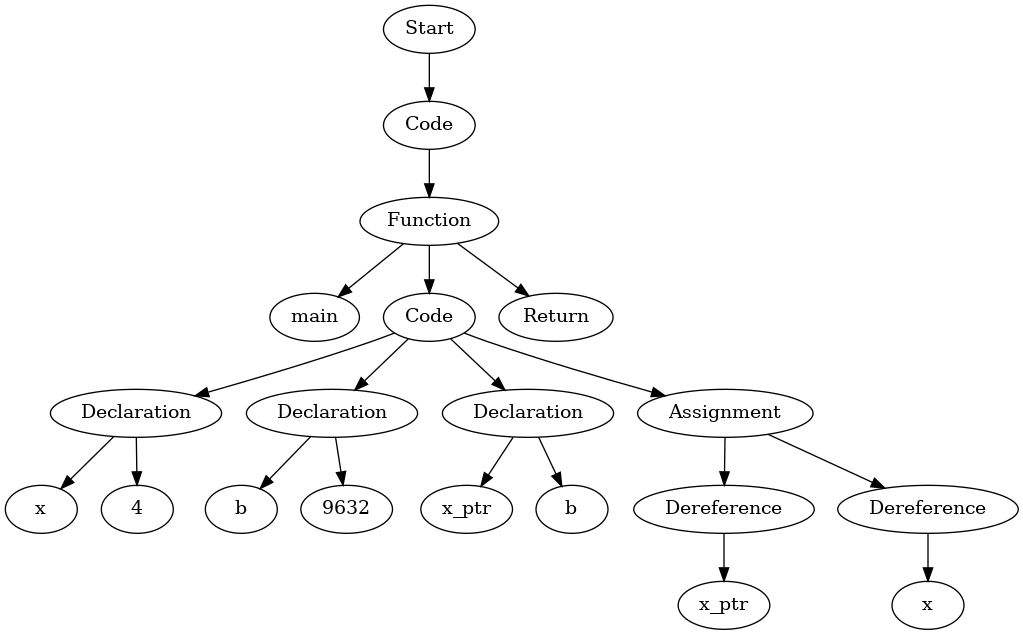 Start
Code
Function
main
Code
Return
Declaration
Declaration
Declaration
Assignment
x
4
b
9632
x_ptr
b
Dereference
Dereference
x_ptr
x